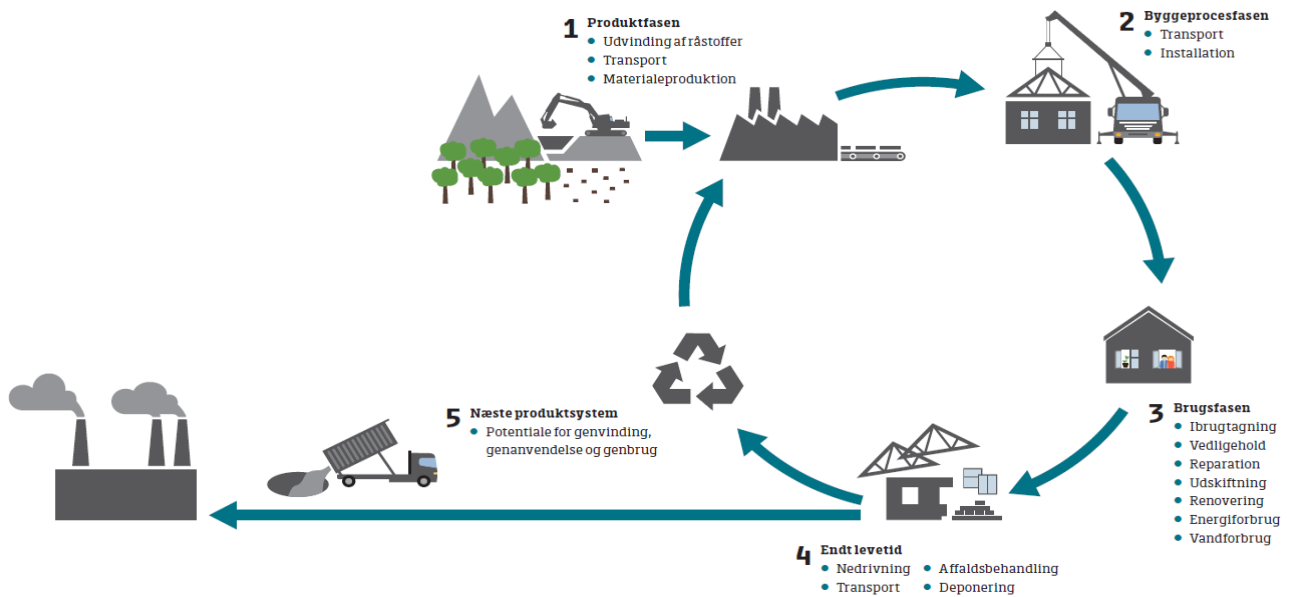 1 Produktfasen
• Udvinding af råstoffer
• Transport
• Materialeproduktion
2 Byggeprocesfasen
• Transport
• Installation
3 Brugsfasen
• Ibrugtagning
• Vedligehold
• Reparation
• Udskiftning
• Renovering
• Energiforbrug
• Vandforbrug
4 Endt levetid
• Nedrivning • Affaldsbehandling
• Transport • Deponering
5 Næste produktsystem
• Potentiale for genvinding,
genanvendelse og genbrug